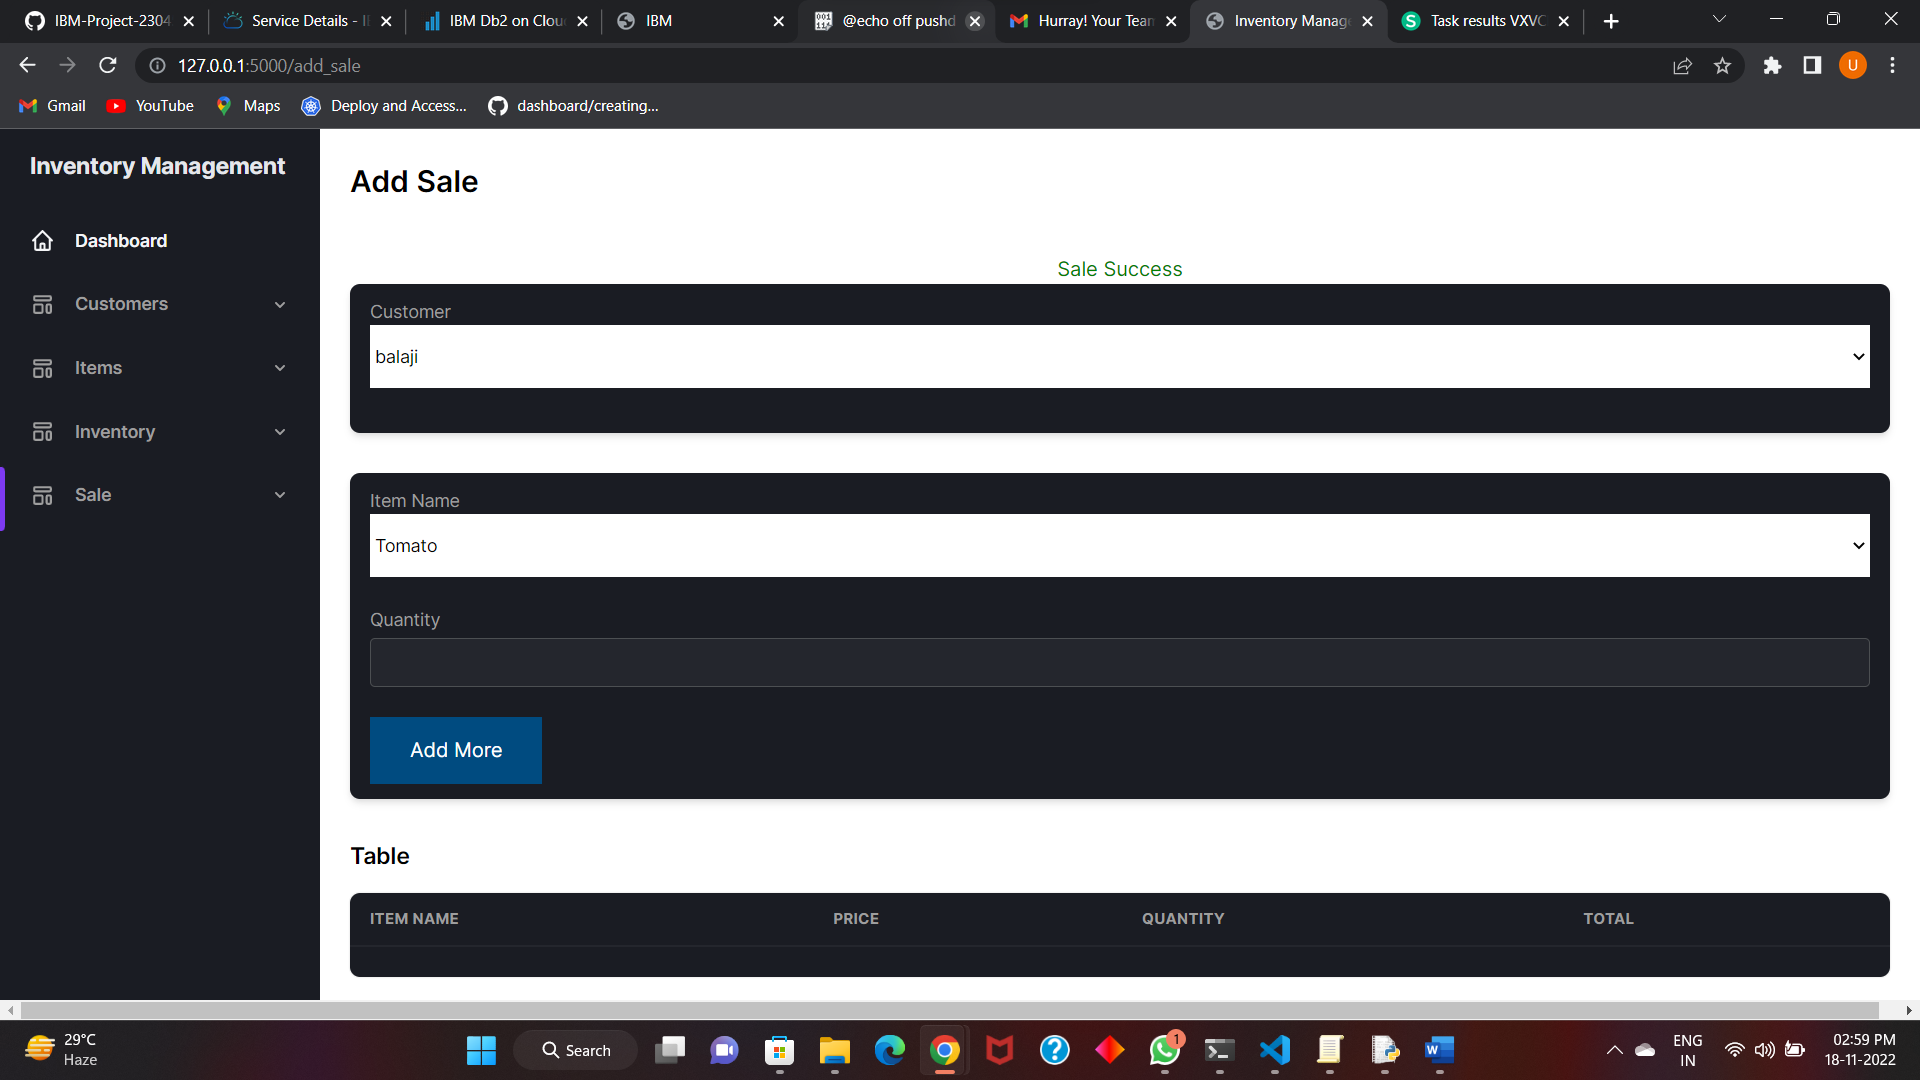 IBM-Project-2304
Service Details - I
IBM Db2 on Clou
IBM
@echo off pushd
Hurray! Your Team
Inventory Manage
Task results VXVC
127.0.0.1:5000/add_sale
U
Gmail
YouTube
Maps
Deploy and Access...
dashboard/creating...
Inventory Management
Dashboard
Customers
Items
Inventory
Sale
Add Sale
Sale Success
Customer
balaji
Item Name
Tomato
Quantity
Add More
Table
ITEM NAME PRICE QUANTITY TOTAL
29°C
Haze
Search
1
ENG
IN
02:59 PM
18-11-2022